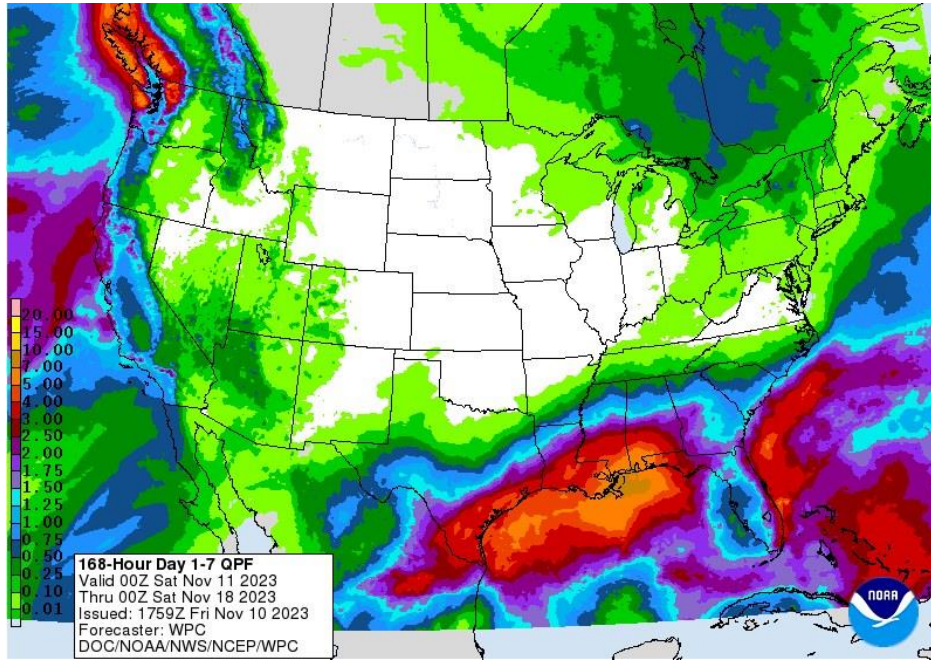 20.00
15.00
10.00
7.00
5.00
4.00
3.00
2.50
2.00
1.75
1.50
1.25
1.00
0.75
0.50
0.25
0.10
0.01
168-Hour Day 1-7 QPF
Valid 00Z Sat Nov 11 2023
Thru 00Z Sat Nov 18 2023
Issued: 1759Z Fri Nov 10 2023
Forecaster: WPC
DOC/NOAA/NWS/NCEP/WPC
NOAA